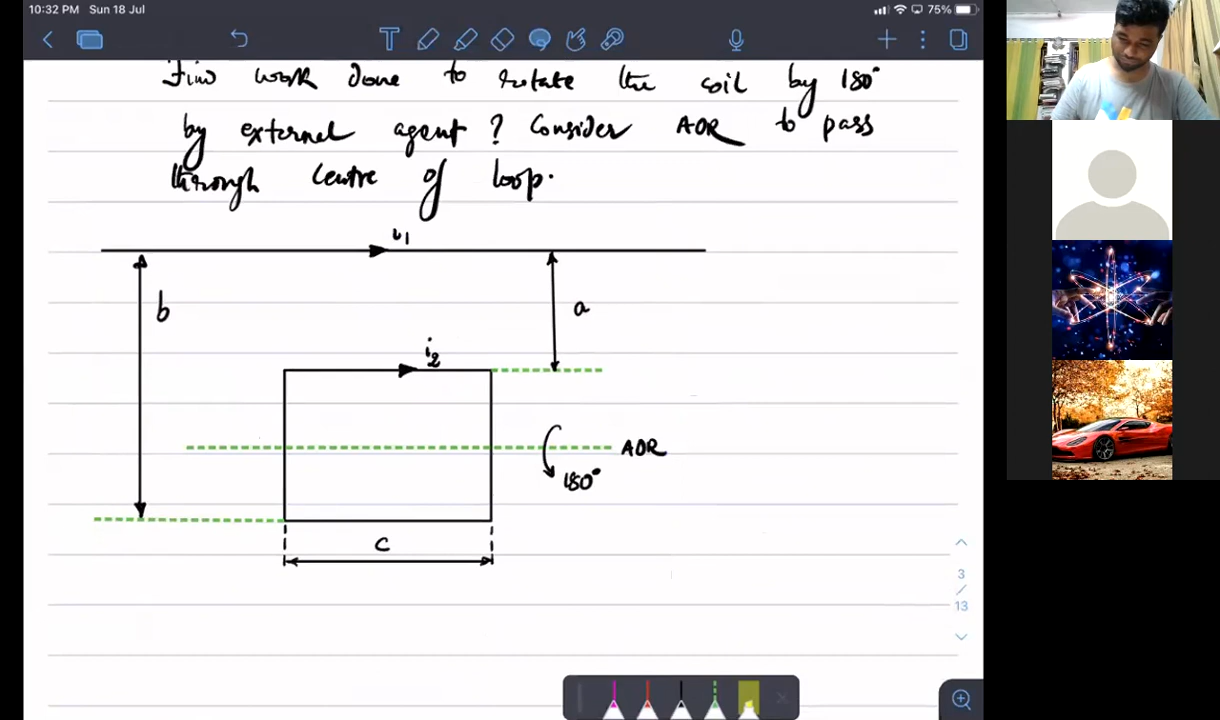 10:32 PM Sun 18 Jul
75%
Find work done to rotate the coil by 180°
by external agent ? Consider AOR to pass
through centre of loop.
i1
b
a
i2
AOR
180°
c
3
/
13